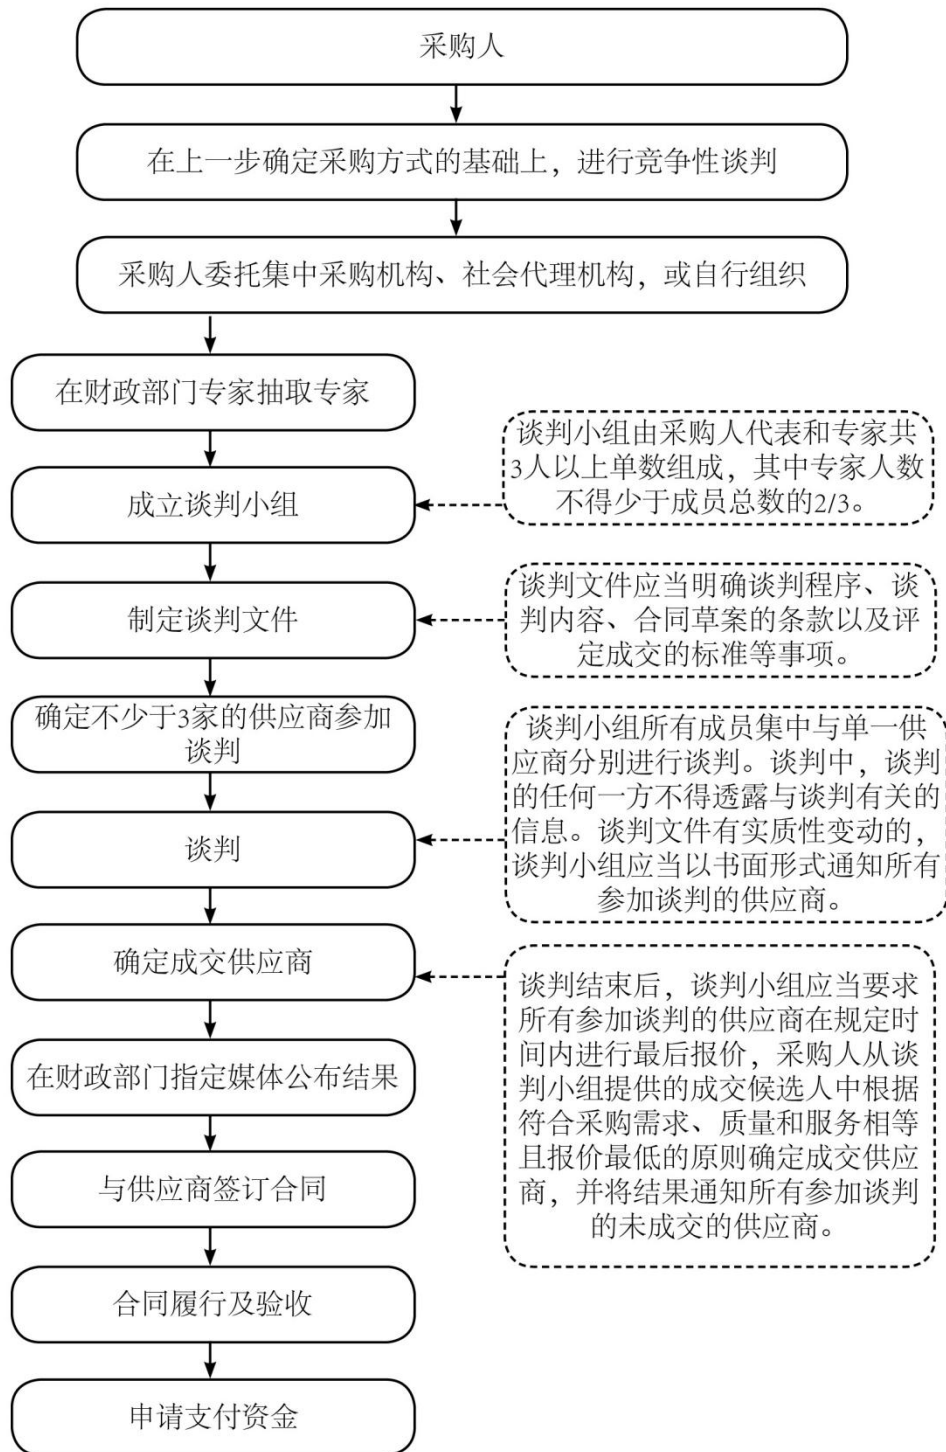 采购人
在上一步确定采购方式的基础上，进行竞争性谈判
采购人委托集中采购机构、社会代理机构，或自行组织
在财政部门专家抽取专家
成立谈判小组
谈判小组由采购人代表和专家共
3人以上单数组成，其中专家人数
不得少于成员总数的2/3。
制定谈判文件
谈判文件应当明确谈判程序、谈
判内容、合同草案的条款以及评
定成交的标准等事项。
确定不少于3家的供应商参加
谈判
谈判
谈判小组所有成员集中与单一供
应商分别进行谈判。谈判中，谈判
的任何一方不得透露与谈判有关的
信息。谈判文件有实质性变动的，
谈判小组应当以书面形式通知所有
参加谈判的供应商。
确定成交供应商
谈判结束后，谈判小组应当要求
所有参加谈判的供应商在规定时
间内进行最后报价，采购人从谈
判小组提供的成交候选人中根据
符合采购需求、质量和服务相等
且报价最低的原则确定成交供应
商，并将结果通知所有参加谈判
的未成交的供应商。
在财政部门指定媒体公布结果
与供应商签订合同
合同履行及验收
申请支付资金